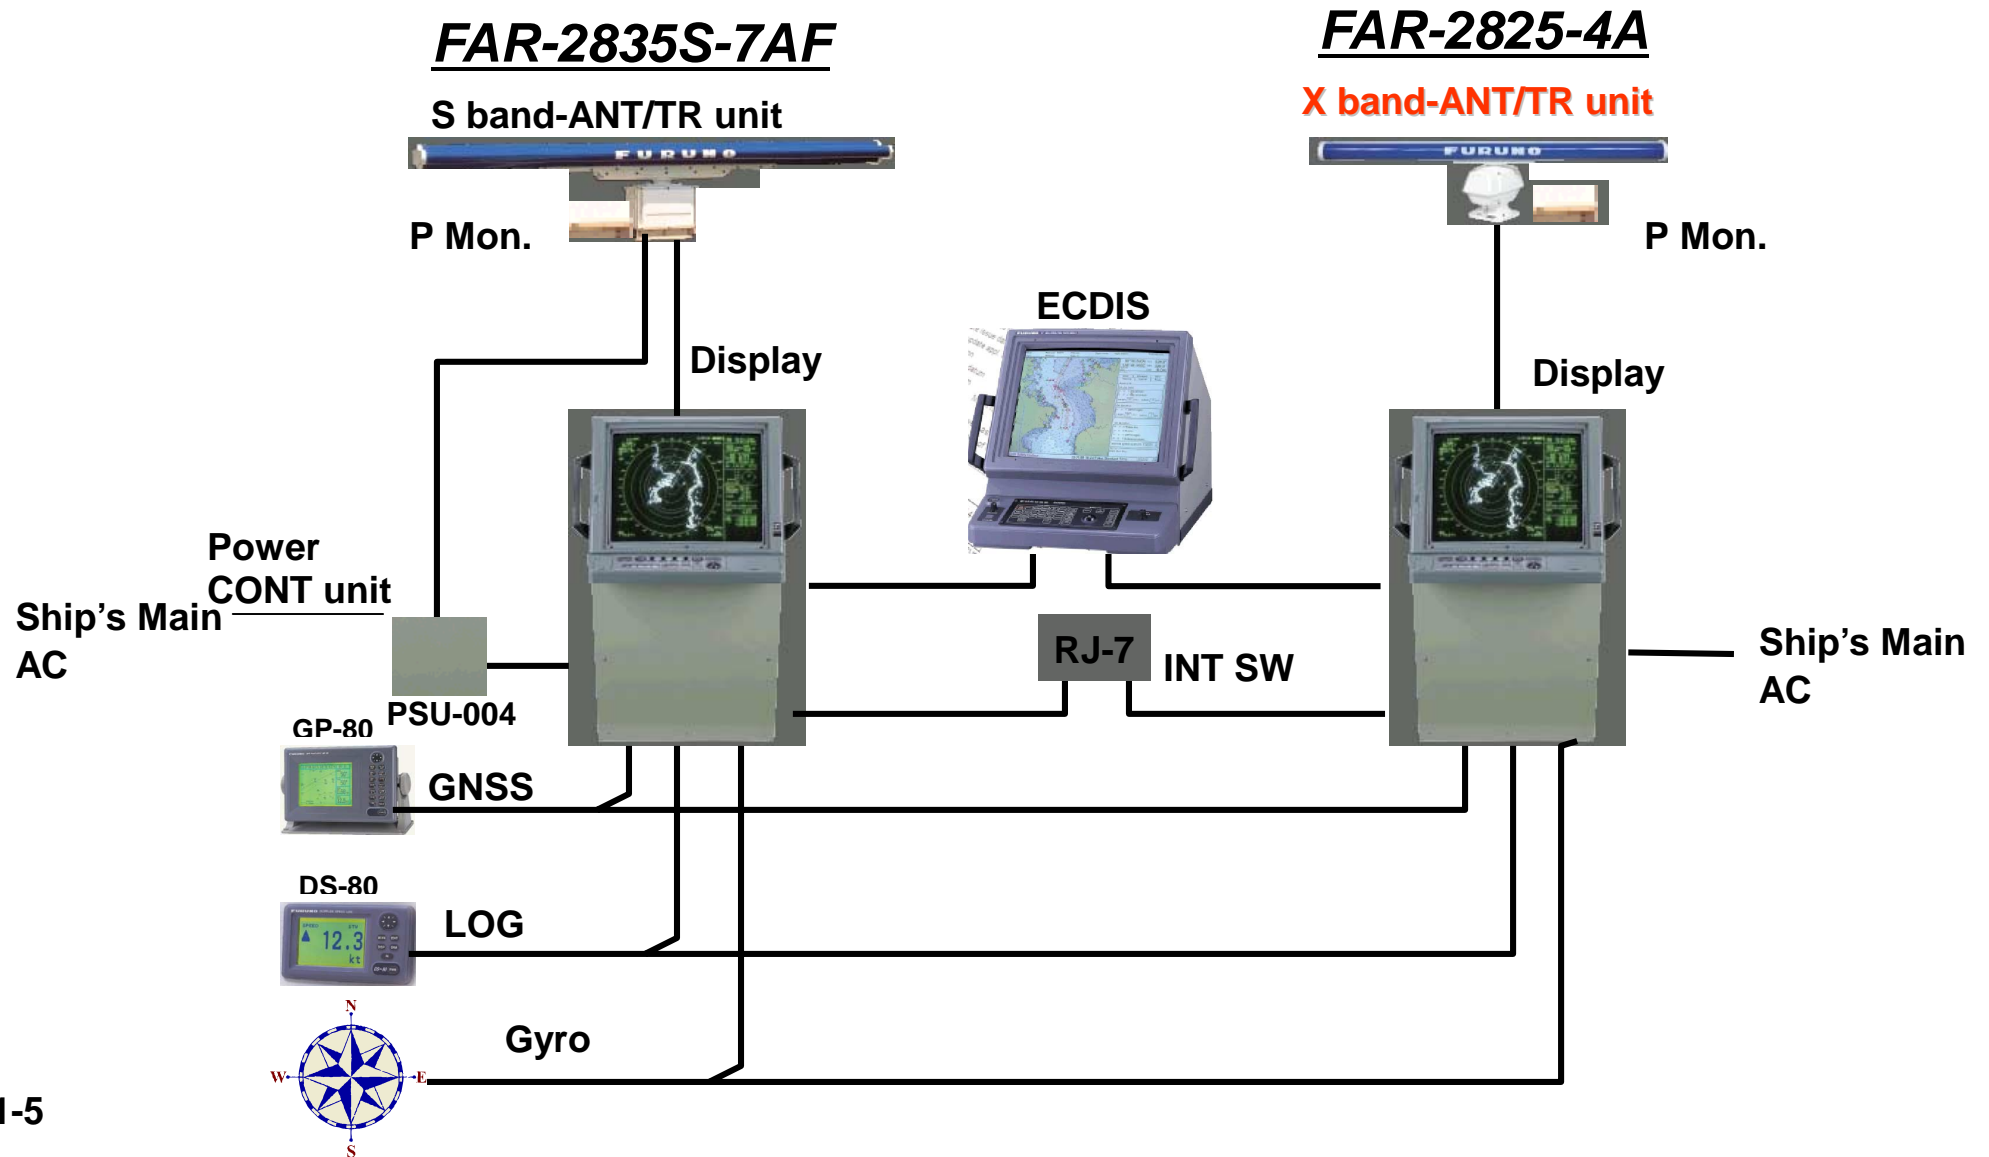 FAR-2835S-7AF
FAR-2825-4A
S band-ANT/TR unit
X band-ANT/TR unit
FURUNO
FURUNO
P Mon.
P Mon.
ECDIS
Display
Display
Power
CONT unit
Ship's Main
AC
RJ-7
INT SW
Ship's Main
AC
PSU-004
GP-80
GNSS
DS-80
LOG
FURUNO
12.3
kt
N
Gyro
W
E
S
1-5